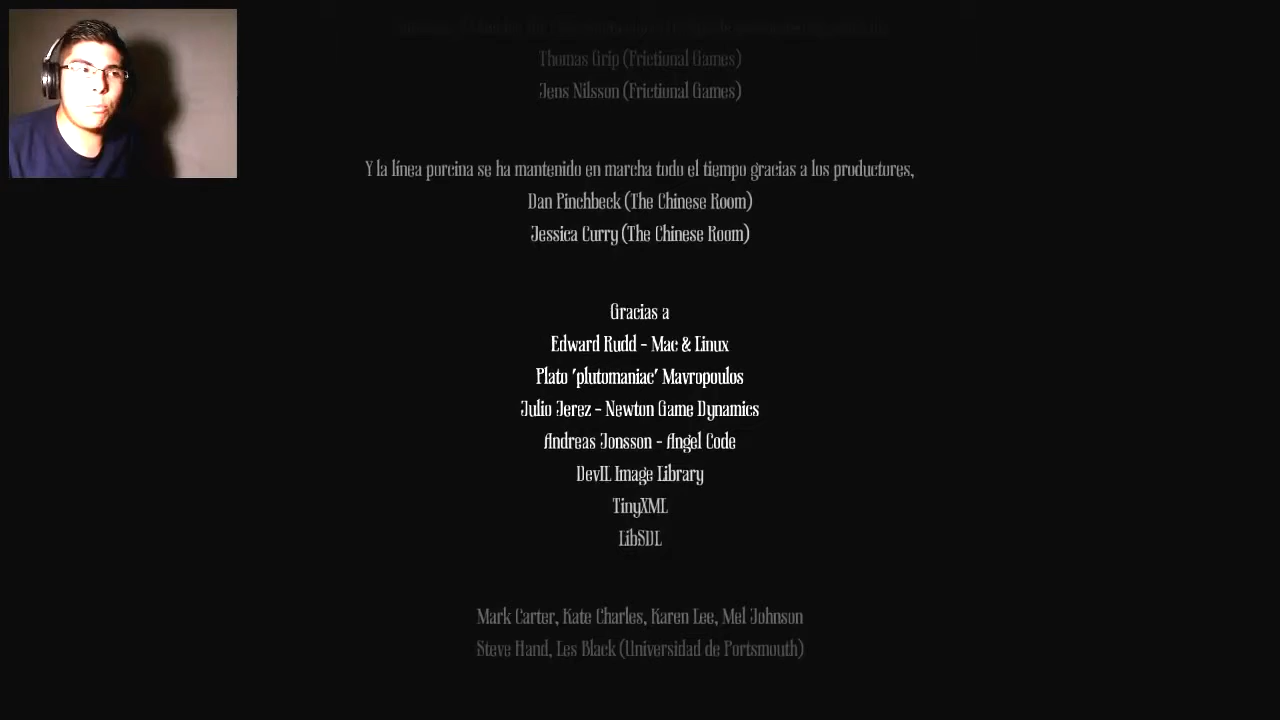 Thomas Grip (Frictional Games)
Jens Nilsson (Frictional Games)
Y la línea porcina se ha mantenido en marcha todo el tiempo gracias a los productores,
Dan Pinchbeck (The Chinese Room)
Jessica Curry (The Chinese Room)
Gracias a
Edward Rudd - Mac & Linux
Plato 'plutomaniac' Mavropoulos
Julio Jerez - Newton Game Dynamics
Andreas Jonsson - Angel Code
DevIL Image Library
TinyXML
LibSDL
Mark Carter, Kate Charles, Karen Lee, Mel Johnson
Steve Hand, Les Black (Universidad de Portsmouth)